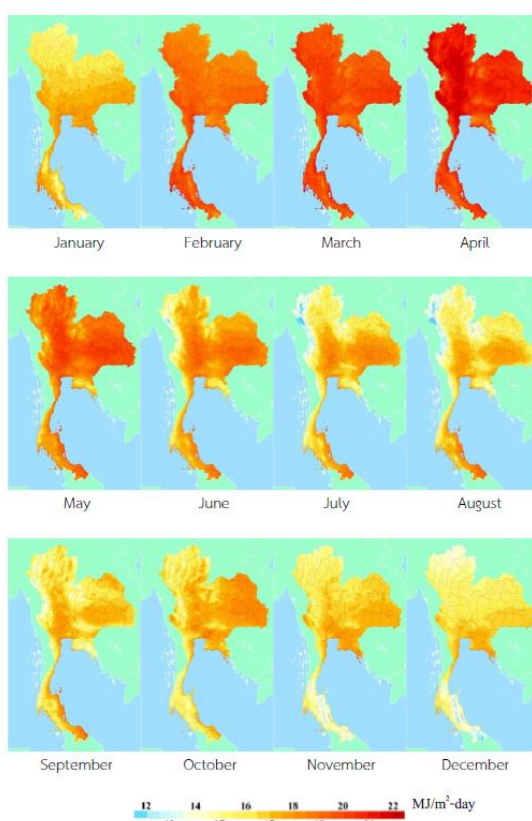 January February March April
May June July August
September October November December
12 14 16 18 20 22 MJ/m²-day